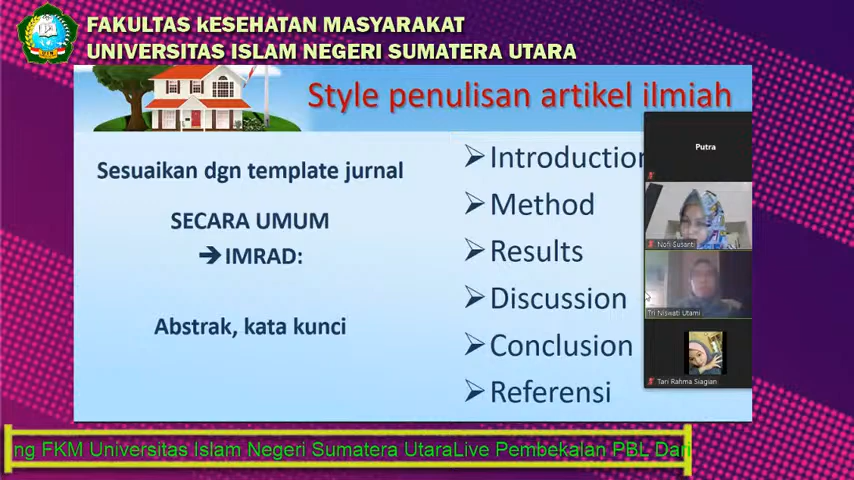 FAKULTAS kESEHATAN MASYARAKAT
UNIVERSITAS ISLAM NEGERI SUMATERA UTARA
Style penulisan artikel ilmiah
Sesuaikan dgn template jurnal
SECARA UMUM
➔IMRAD:
Abstrak, kata kunci
➢Introduction
➢Method
➢Results
➢Discussion
➢Conclusion
➢Referensi
Putra
Nofi Susanti
Tri Niswati Utami
Tari Rahma Siagian
ng FKM Universitas Islam Negeri Sumatera UtaraLive Pembekalan PBL Dari